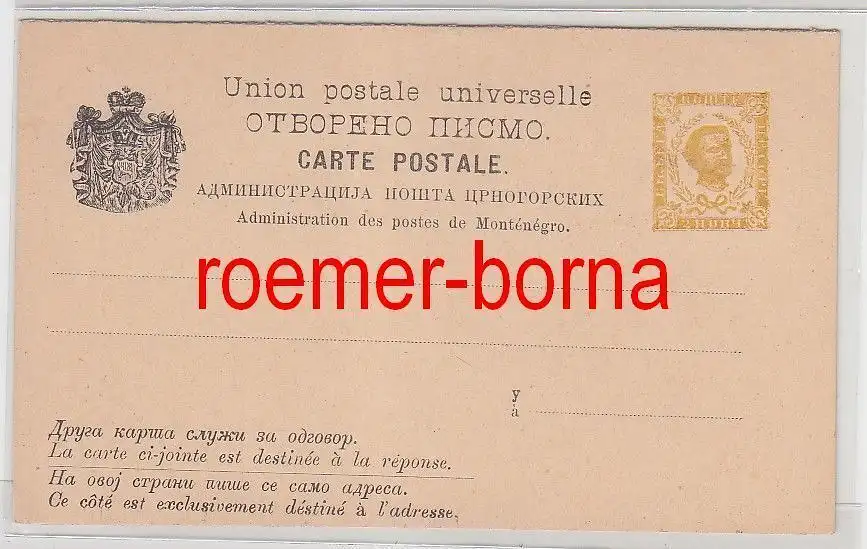 Union postale universelle
ОТВОРЕНО ПИСМО.
CARTE POSTALE.
АДМИНИСТРАЦИЈА ПОШТА ЦРНОГОРСКИХ
Administration des postes de Monténégro.
roemer-borna
у
à
Друга карта служи за одговор.
La carte ci-jointe est destinée à la réponse.
На овој страни пише се само адреса.
Ce côté est exclusivement déstiné à l'adresse.